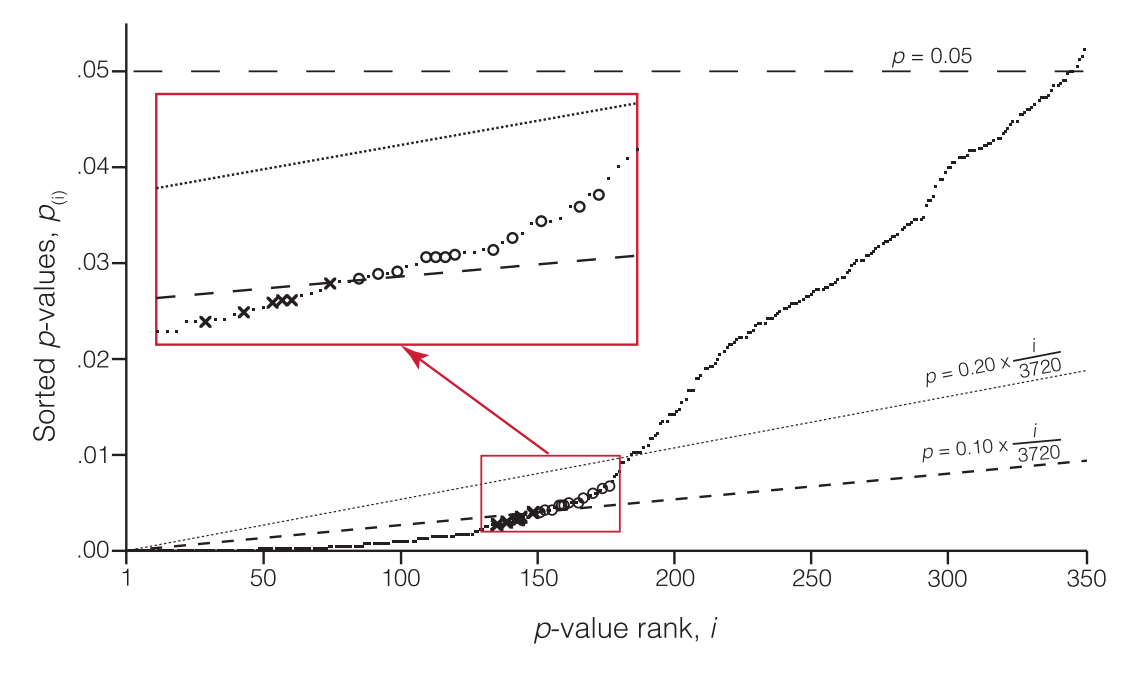 p = 0.05
.05
.04
.03
.02
.01
.00
Sorted p-values, p(i)
p = 0.20 x i/3720
p = 0.10 x i/3720
1 50 100 150 200 250 300 350
p-value rank, i